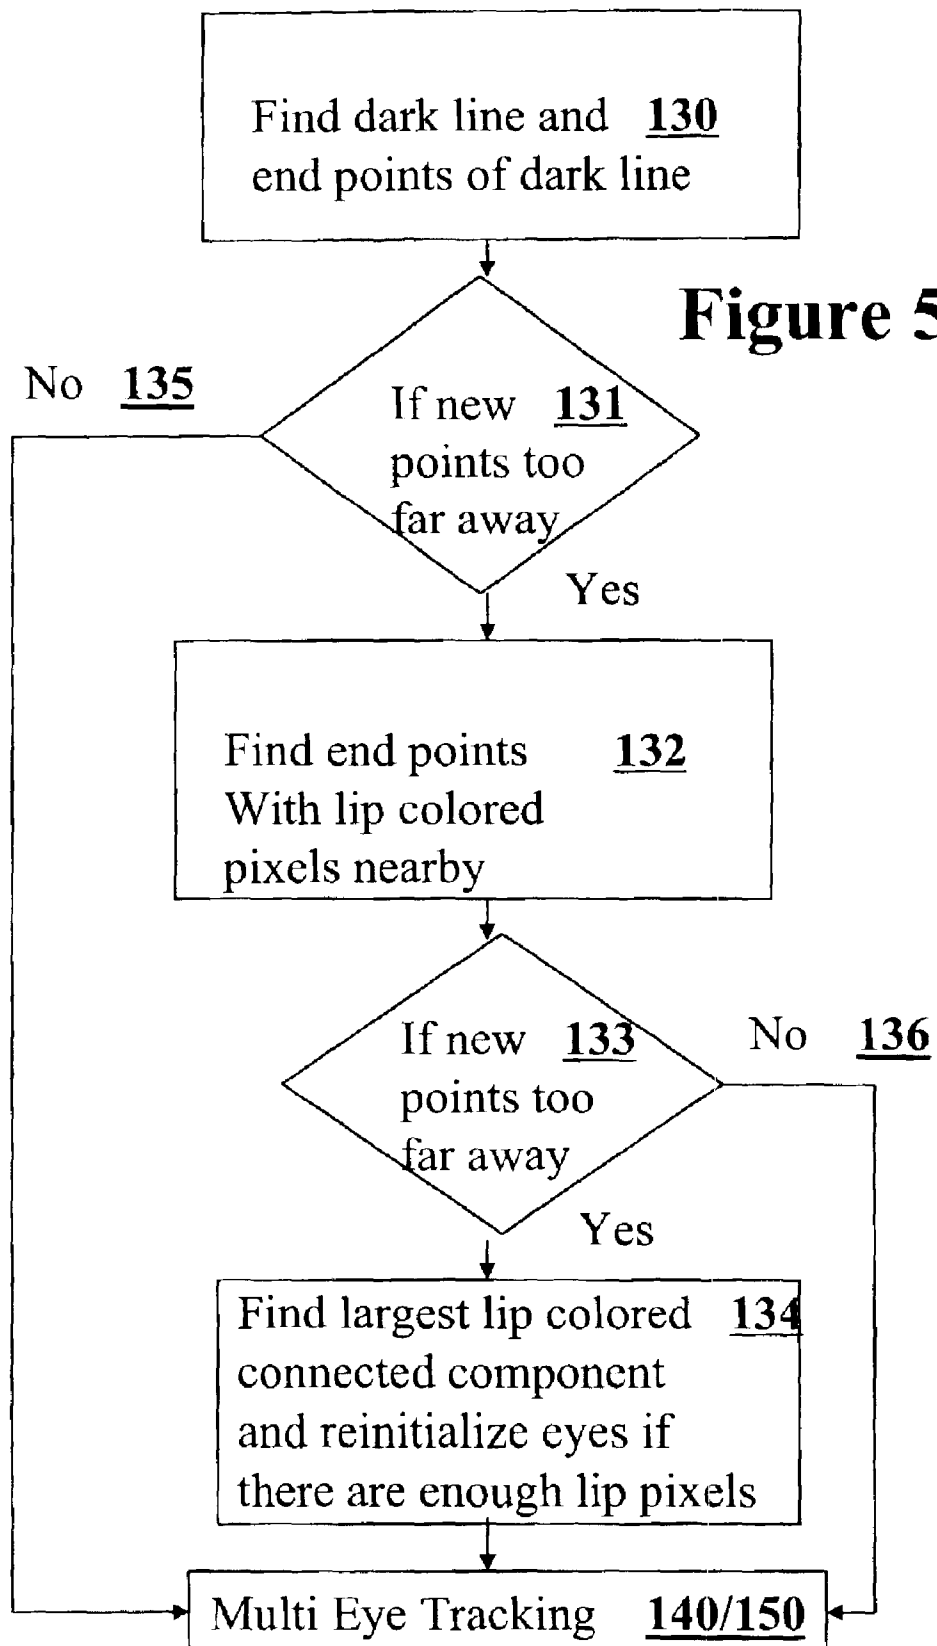 Find dark line and 130
end points of dark line
Figure 5
No 135
If new 131
points too
far away
Yes
Find end points 132
With lip colored
pixels nearby
If new 133
points too
far away
No 136
Yes
Find largest lip colored 134
connected component
and reinitialize eyes if
there are enough lip pixels
Multi Eye Tracking 140/150